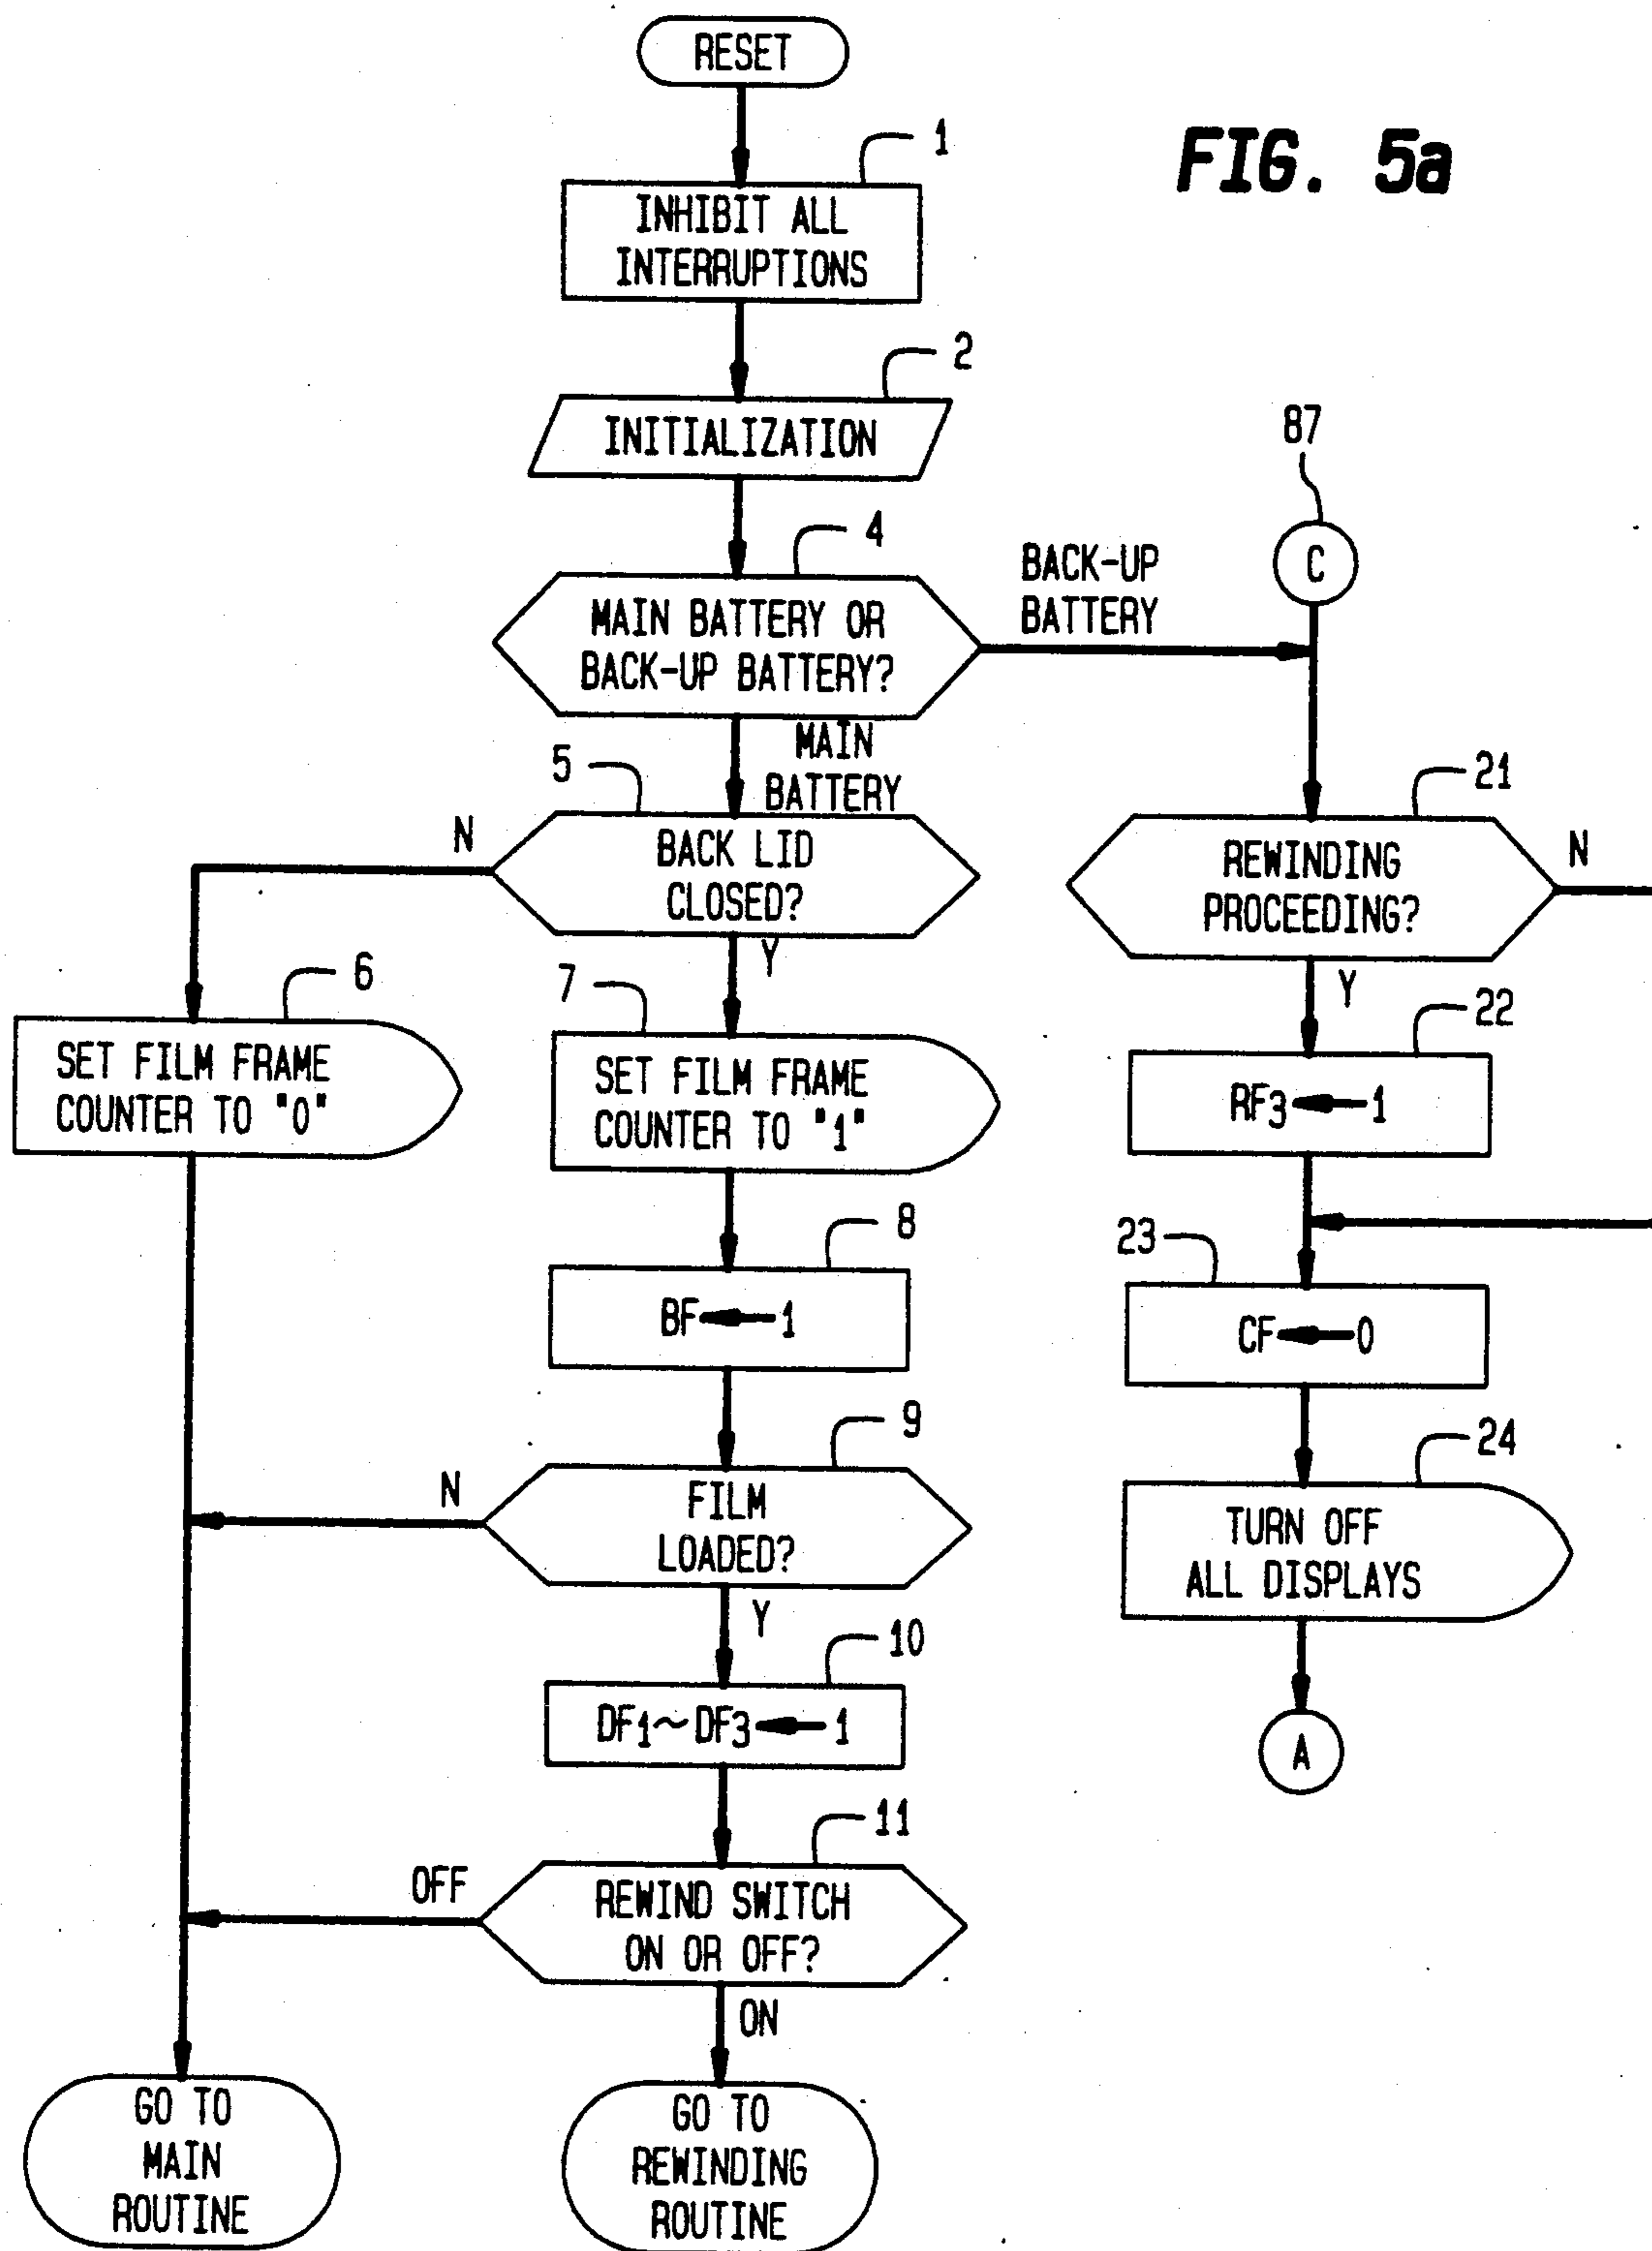 RESET
FIG. 5a
1
INHIBIT ALL
INTERRUPTIONS
2
INITIALIZATION
87
C
4
MAIN BATTERY OR
BACK-UP BATTERY?
BACK-UP
BATTERY
MAIN
BATTERY
5
BACK LID
CLOSED?
N
Y
21
REWINDING
PROCEEDING?
N
Y
6
SET FILM FRAME
COUNTER TO "0"
7
SET FILM FRAME
COUNTER TO "1"
22
RF3←1
8
BF←1
23
CF←0
9
FILM
LOADED?
N
Y
24
TURN OFF
ALL DISPLAYS
10
DF1~DF3←1
A
11
REWIND SWITCH
ON OR OFF?
OFF
ON
GO TO
MAIN
ROUTINE
GO TO
REWINDING
ROUTINE